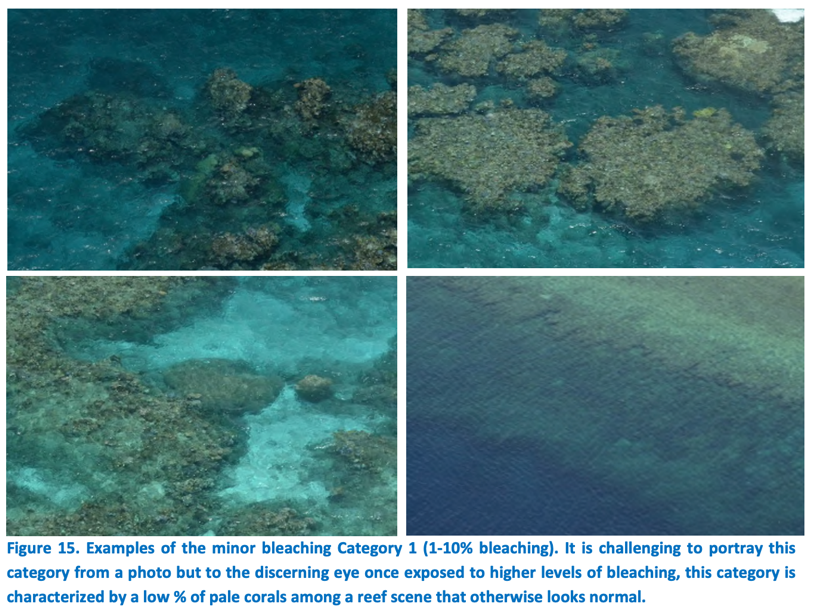 Figure 15. Examples of the minor bleaching Category 1 (1-10% bleaching). It is challenging to portray this
category from a photo but to the discerning eye once exposed to higher levels of bleaching, this category is
characterized by a low % of pale corals among a reef scene that otherwise looks normal.